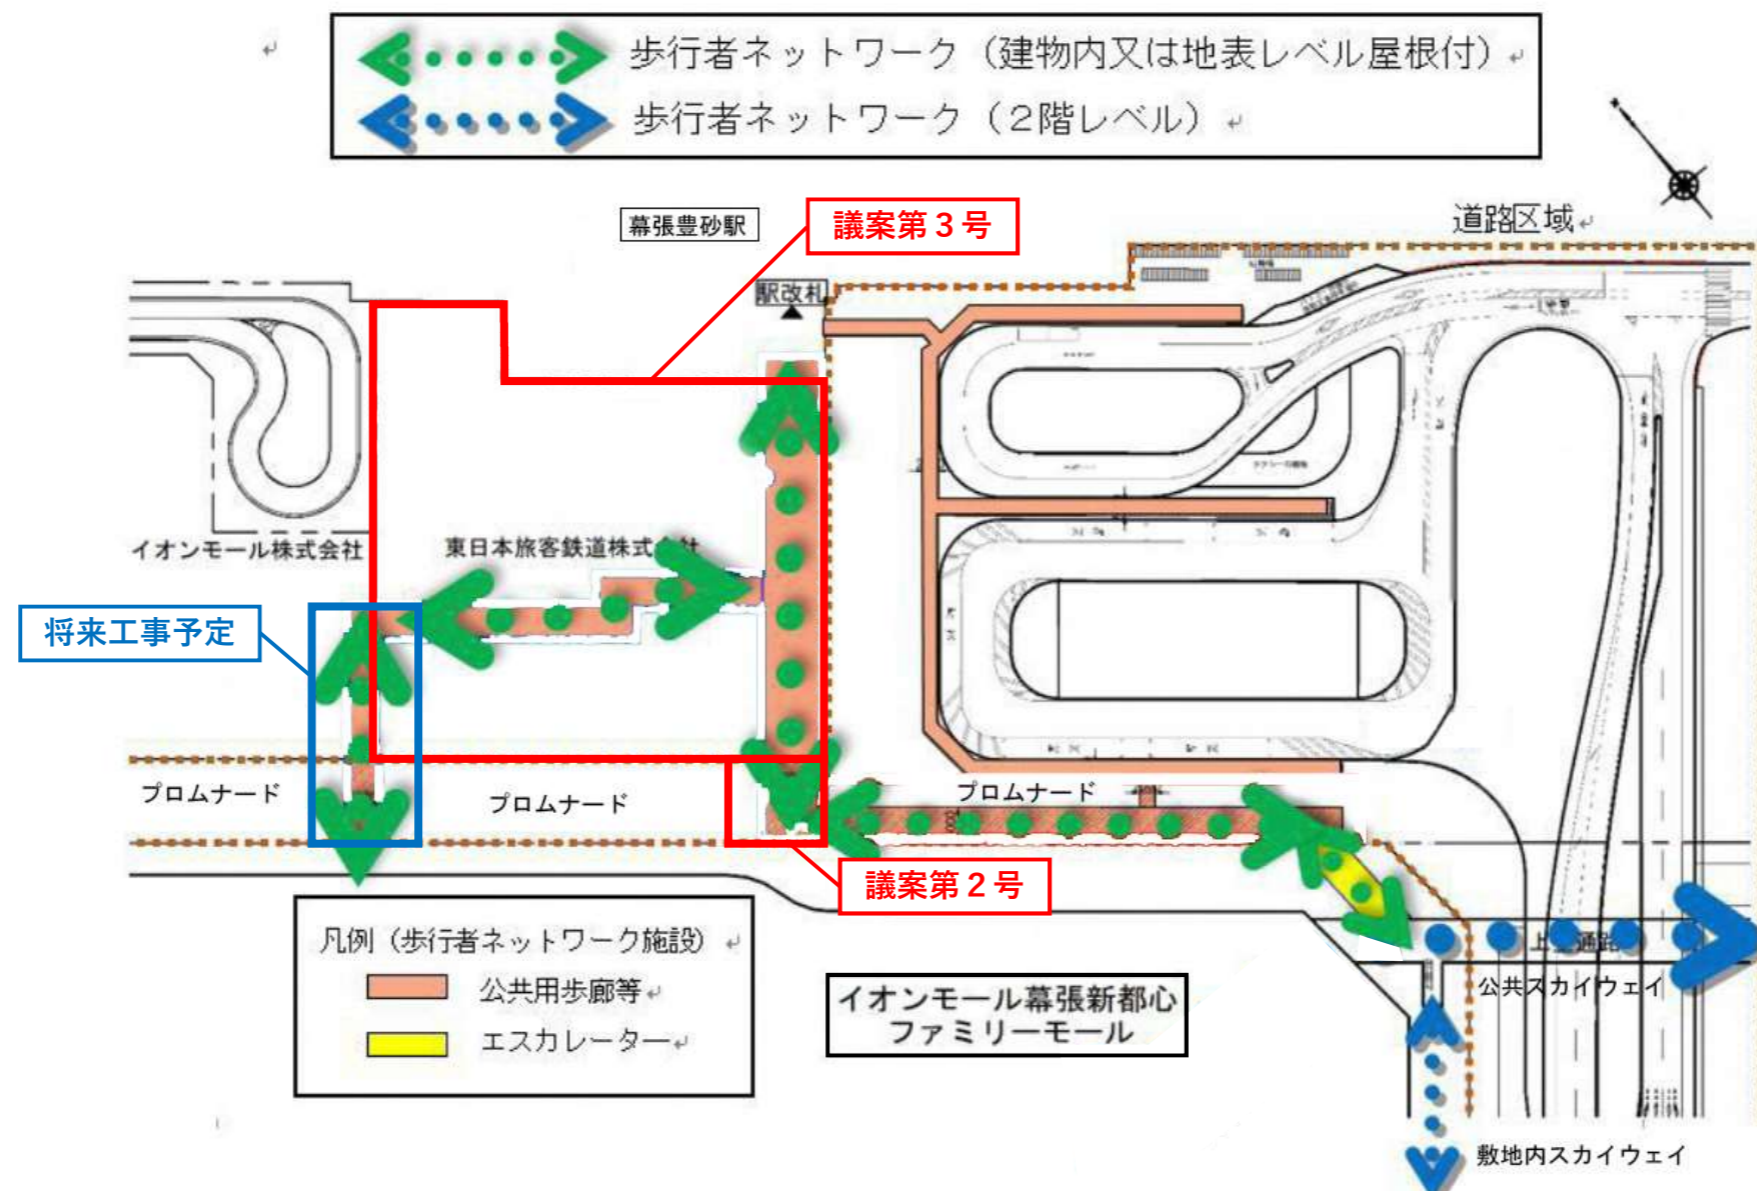 歩行者ネットワーク（建物内又は地表レベル屋根付）
歩行者ネットワーク（２階レベル）
道路区域
幕張豊砂駅
議案第３号
駅改札
イオンモール株式会社
東日本旅客鉄道株式会社
将来工事予定
プロムナード
プロムナード
プロムナード
議案第２号
凡例（歩行者ネットワーク施設）
公共用歩廊等
エスカレーター
イオンモール幕張新都心
ファミリーモール
上空通路
公共スカイウェイ
敷地内スカイウェイ